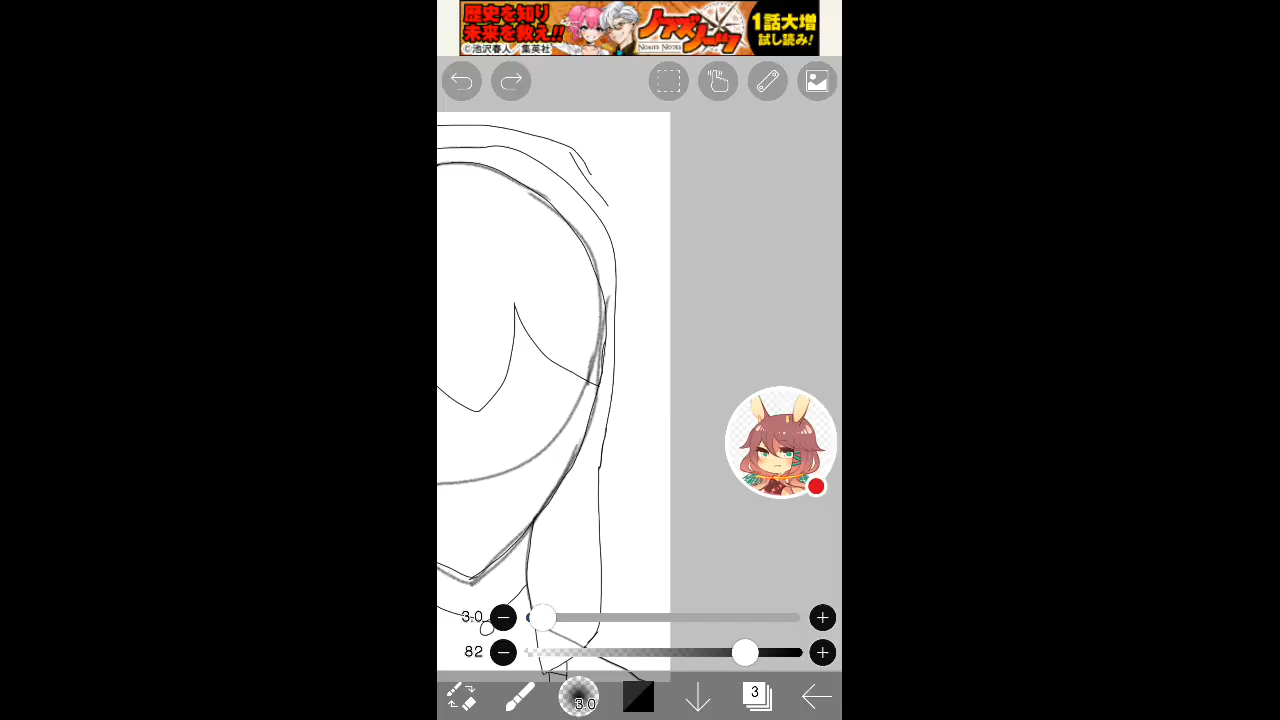 歴史を知り
未来を救え!!
©池沢春人 集英社
ノアズノーツ
NOAH'S NOTES
1話大増
試し読み!
3.0
82
3.0
3